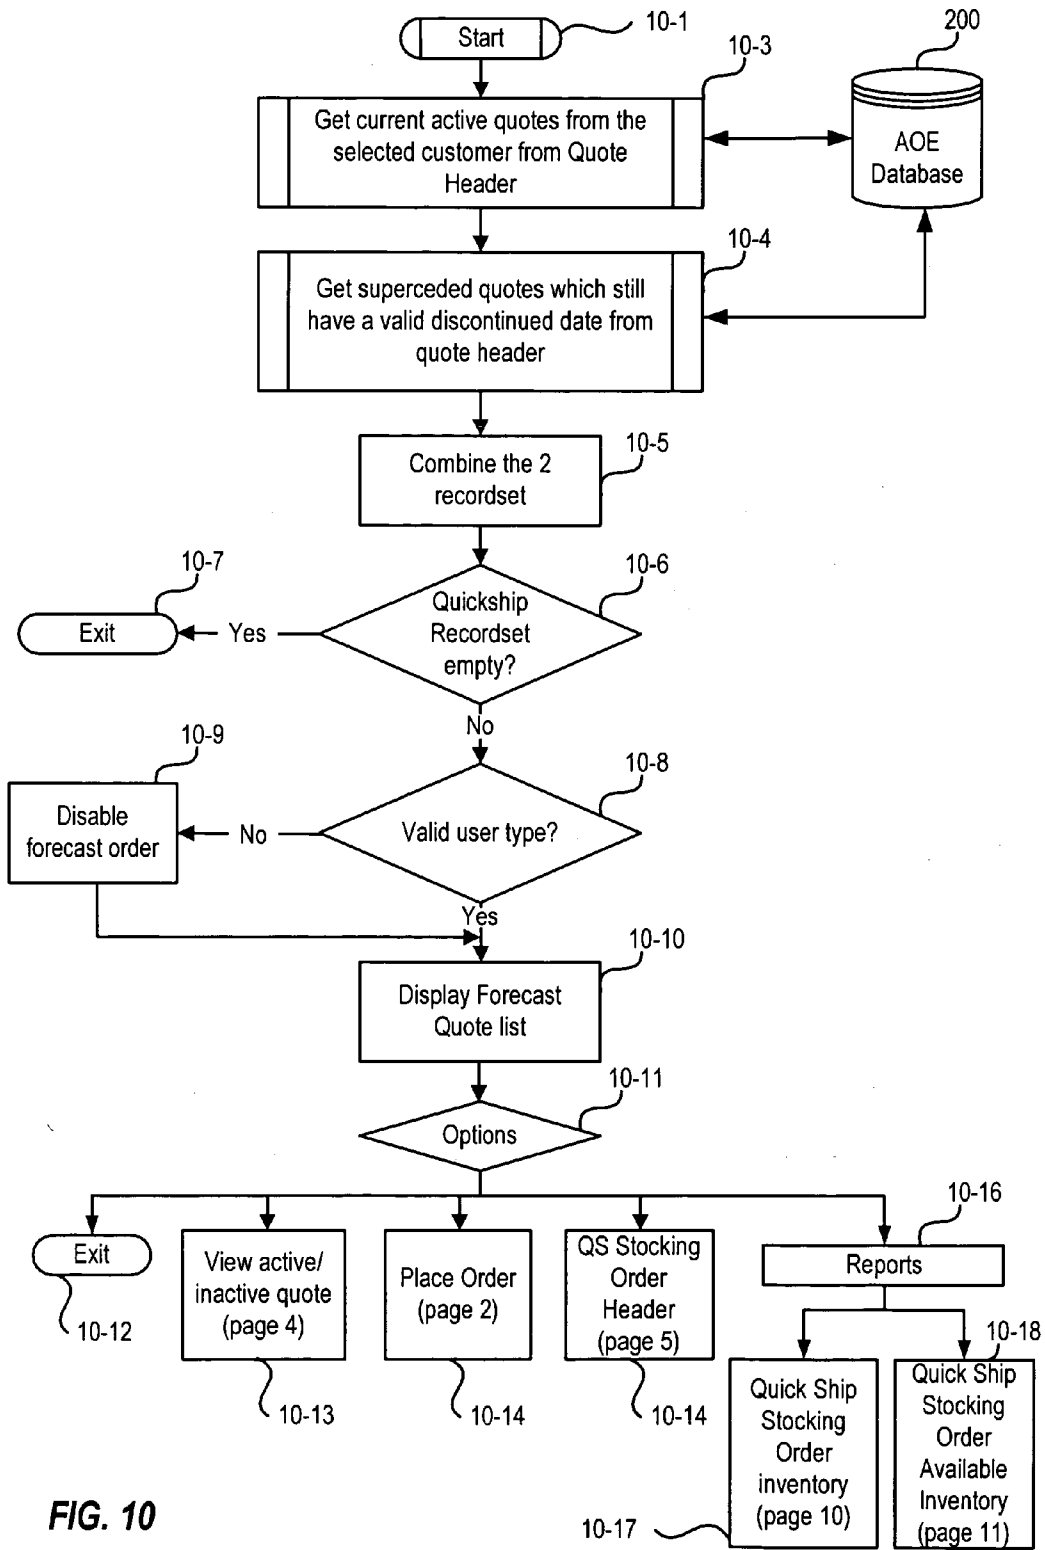 10-1
Start
200
10-3
Get current active quotes from the
selected customer from Quote
Header
AOE
Database
10-4
Get superceded quotes which still
have a valid discontinued date from
quote header
10-5
Combine the 2
recordset
10-6
10-7
Quickship
Recordset
empty?
Exit
Yes
No
10-9
10-8
Disable
forecast order
No
Valid user type?
Yes
10-10
Display Forecast
Quote list
10-11
Options
10-16
Exit
View active/
inactive quote
(page 4)
Place Order
(page 2)
QS Stocking
Order
Header
(page 5)
Reports
10-12
10-18
10-13
10-14
10-14
Quick Ship
Stocking
Order
inventory
(page 10)
Quick Ship
Stocking
Order
Available
Inventory
(page 11)
10-17
FIG. 10